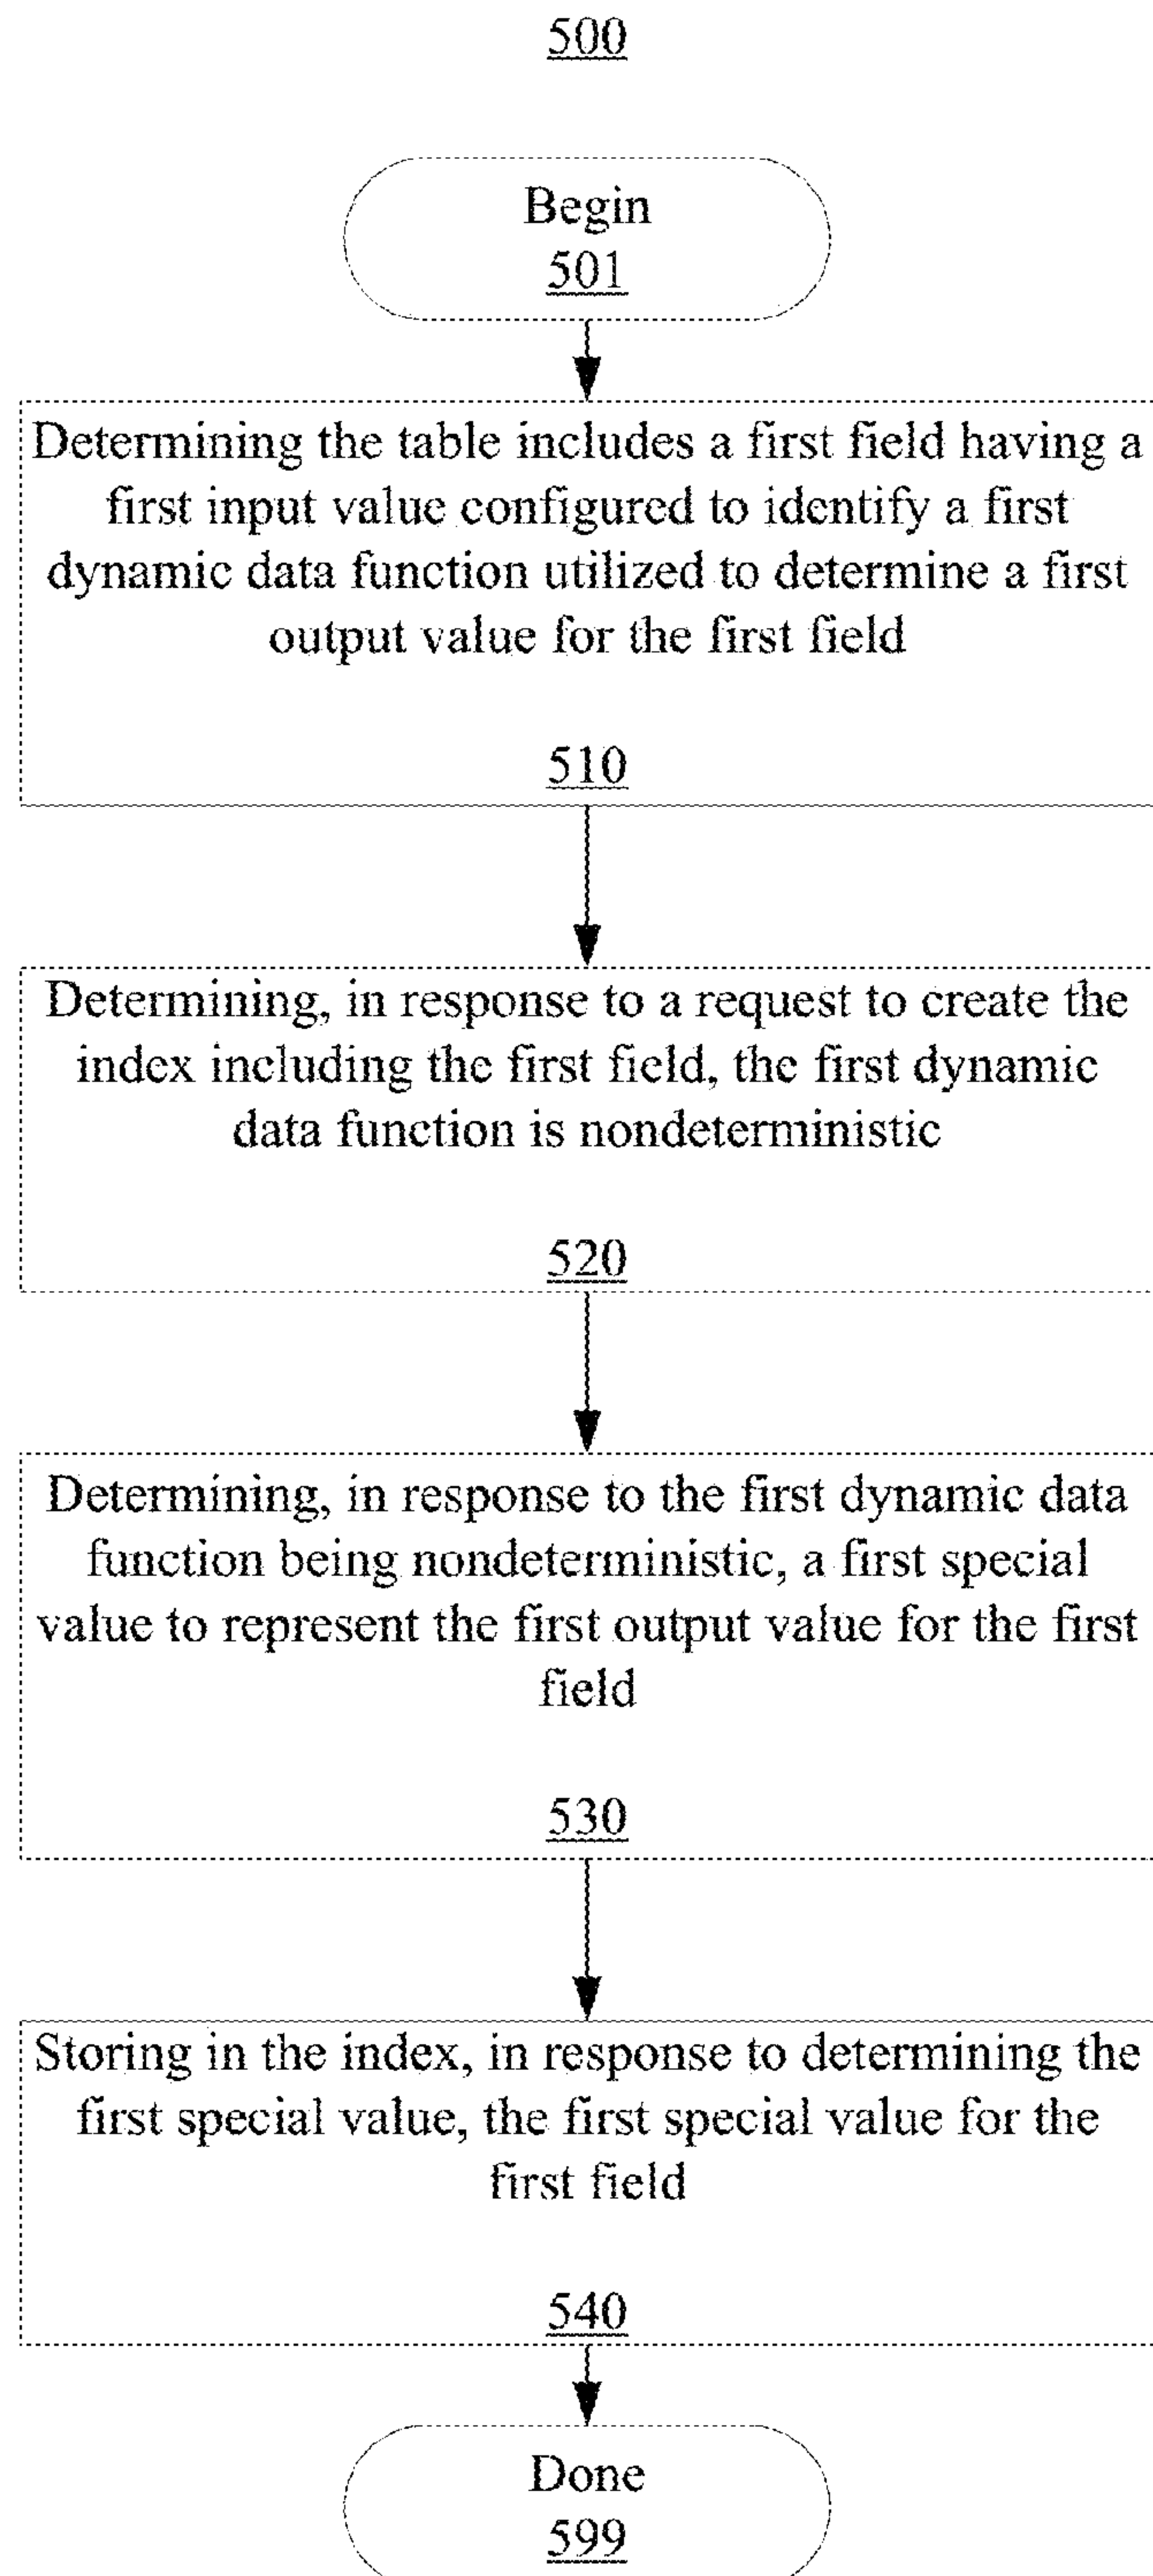 500
Begin
501
Determining the table includes a first field having a
first input value configured to identify a first
dynamic data function utilized to determine a first
output value for the first field
510
Determining, in response to a request to create the
index including the first field, the first dynamic
data function is nondeterministic
520
Determining, in response to the first dynamic data
function being nondeterministic, a first special
value to represent the first output value for the first
field
530
Storing in the index, in response to determining the
first special value, the first special value for the
first field
540
Done
599